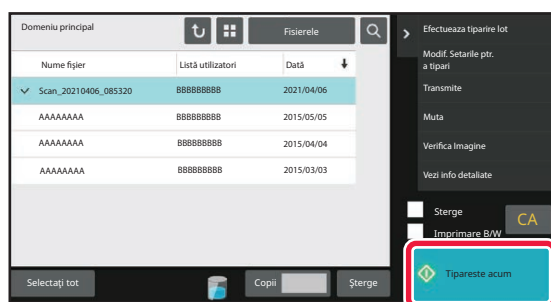 Domeniu principal
Fisierele
Nume fişier Listă utilizatori Dată
Scan_20210406_085320 BBBBBBBBB 2021/04/06
AAAAAAAA BBBBBBBBB 2015/05/05
AAAAAAAA BBBBBBBBB 2015/04/04
AAAAAAAA BBBBBBBBB 2015/03/03
Selectaţi tot
Copii
Şterge
Efectueaza tiparire lot
Modif. Setarile ptr.
a tipari
Transmite
Muta
Verifica Imagine
Vezi info detaliate
Sterge
Imprimare B/W
CA
Tipareste acum